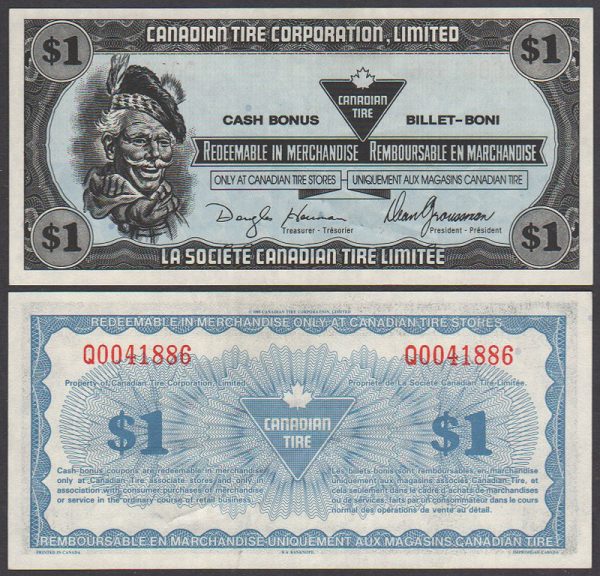 $1 CANADIAN TIRE CORPORATION, LIMITED $1
CANADIAN
TIRE
CASH BONUS BILLET-BONI
REDEEMABLE IN MERCHANDISE REMBOURSABLE EN MARCHANDISE
ONLY AT CANADIAN TIRE STORES UNIQUEMENT AUX MAGASINS CANADIAN TIRE
Treasurer - Trésorier President - Président
$1 LA SOCIÉTÉ CANADIAN TIRE LIMITÉE $1
CANADIAN TIRE CORPORATION, LIMITED
REDEEMABLE IN MERCHANDISE ONLY AT CANADIAN TIRE STORES
Q0041886 Q0041886
Property of Canadian Tire Corporation, Limited. Propriété de La Société Canadian Tire Limitée.
$1 CANADIAN TIRE $1
Cash bonus coupons are redeemable in merchandise
only at Canadian Tire associate stores and only in
association with consumer purchases of merchandise
or service in the ordinary course of retail business.
Les billets-bonis sont remboursables en marchandise
uniquement aux magasins associés Canadian Tire, et
cela seulement dans le cadre d'achats de marchandises
ou de services, faits par un consommateur dans le cours
normal des opérations de vente au détail.
REMBOURSABLE EN MARCHANDISE UNIQUEMENT AUX MAGASINS CANADIAN TIRE
PRINTED IN CANADA B.A. BANKNOTE. IMPRIMÉ AU CANADA